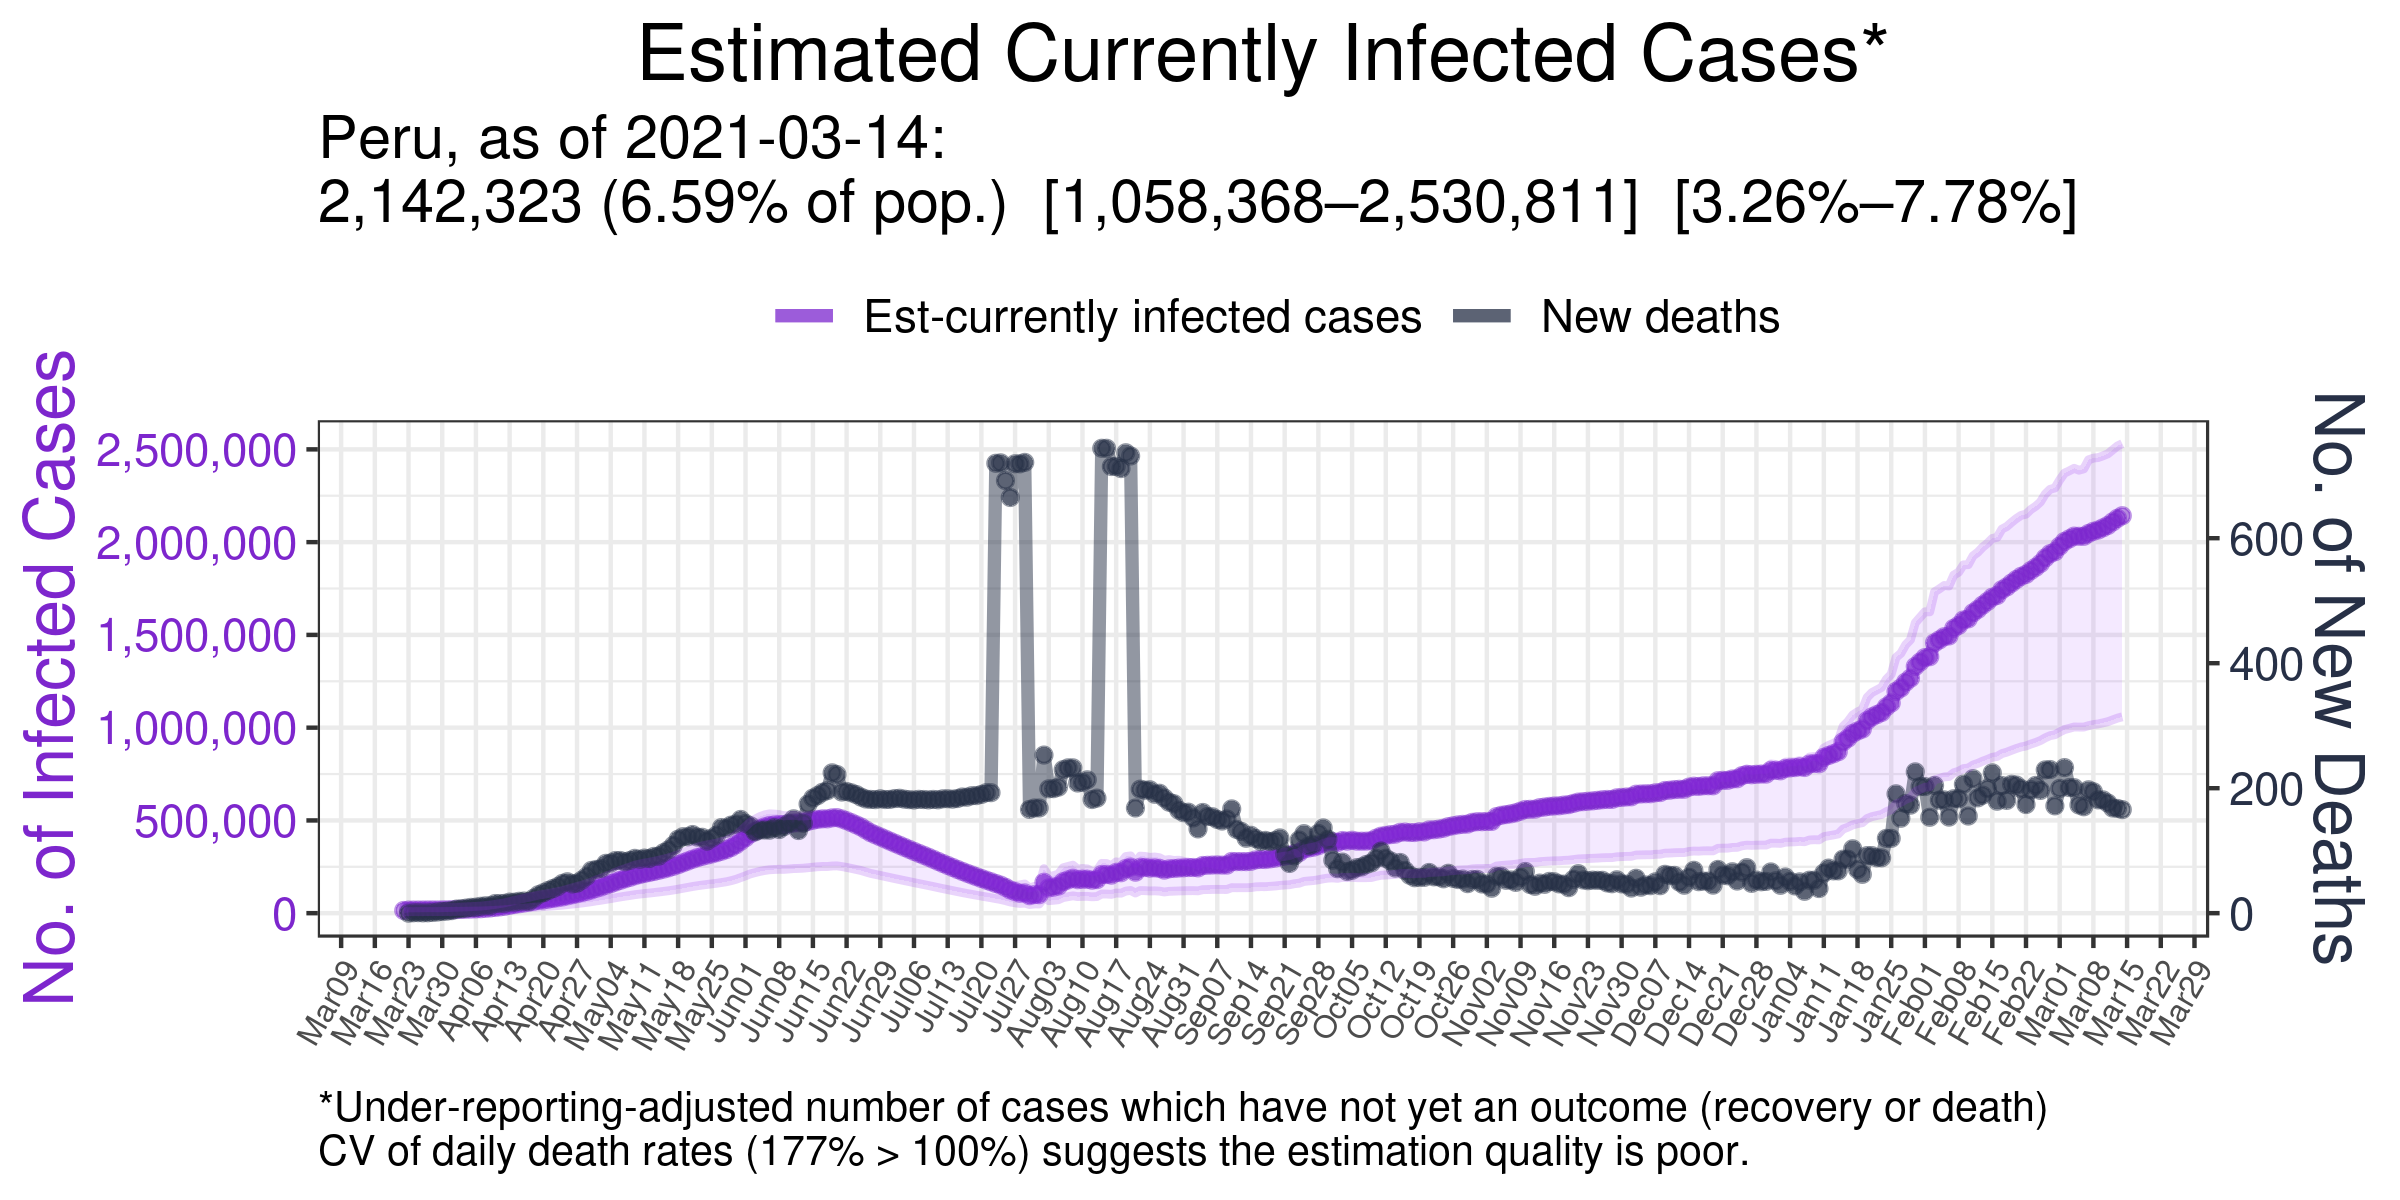 Estimated Currently Infected Cases*
Peru, as of 2021-03-14:
2,142,323 (6.59% of pop.) [1,058,368–2,530,811] [3.26%–7.78%]
Est-currently infected cases
New deaths
No. of Infected Cases
2,500,000
2,000,000
1,500,000
1,000,000
500,000
0
No. of New Deaths
600
400
200
0
Mar09
Mar16
Mar23
Mar30
Apr06
Apr13
Apr20
Apr27
May04
May11
May18
May25
Jun01
Jun08
Jun15
Jun22
Jun29
Jul06
Jul13
Jul20
Jul27
Aug03
Aug10
Aug17
Aug24
Aug31
Sep07
Sep14
Sep21
Sep28
Oct05
Oct12
Oct19
Oct26
Nov02
Nov09
Nov16
Nov23
Nov30
Dec07
Dec14
Dec21
Dec28
Jan04
Jan11
Jan18
Jan25
Feb01
Feb08
Feb15
Feb22
Mar01
Mar08
Mar15
Mar22
Mar29
*Under-reporting-adjusted number of cases which have not yet an outcome (recovery or death)
CV of daily death rates (177% > 100%) suggests the estimation quality is poor.